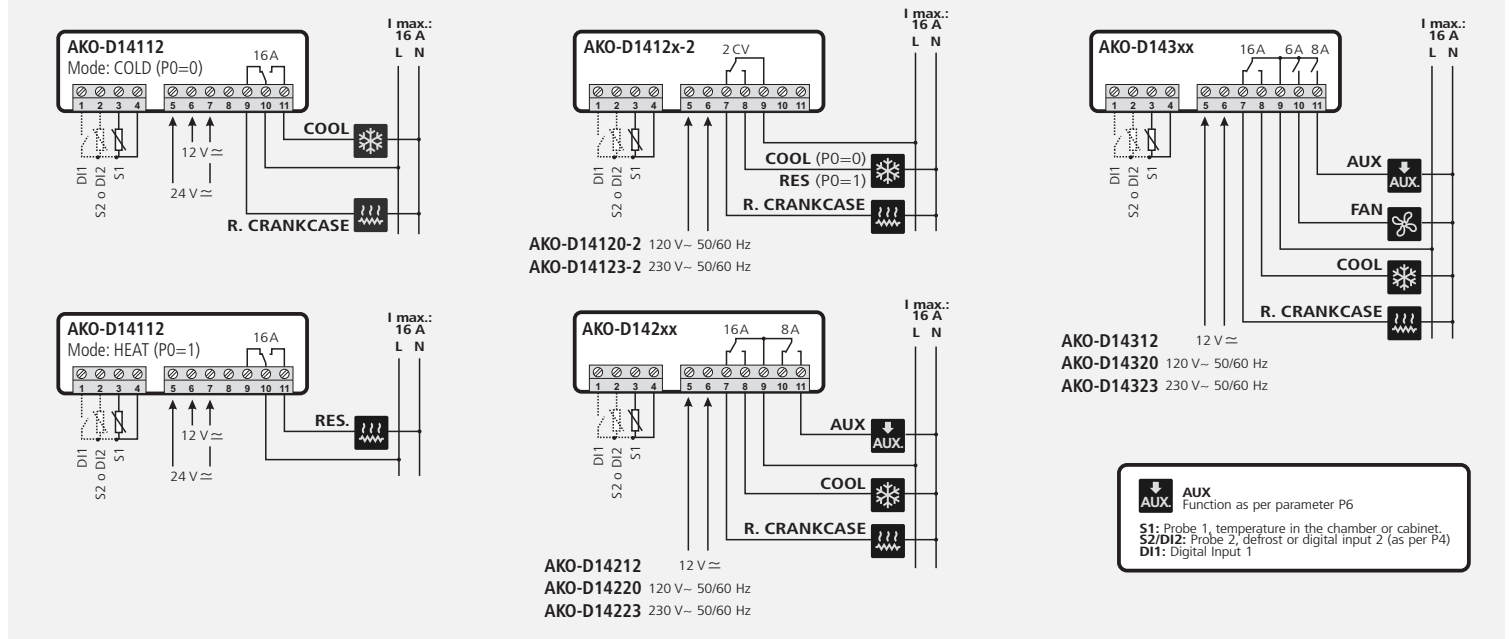 AKO-D14112
Mode: COLD (P0=0)
16A
1 2 3 4 5 6 7 8 9 10 11
I max.:
16 A
L N
COOL
12 V ≂
24 V ≂
DI1
S2 o DI2
S1
R. CRANKCASE
AKO-D1412x-2
2 CV
1 2 3 4 5 6 7 8 9 10 11
I max.:
16 A
L N
COOL (P0=0)
RES (P0=1)
R. CRANKCASE
DI1
S2 o DI2
S1
AKO-D14120-2 120 V~ 50/60 Hz
AKO-D14123-2 230 V~ 50/60 Hz
AKO-D143xx
16A 6A 8A
1 2 3 4 5 6 7 8 9 10 11
I max.:
16 A
L N
DI1
S2 o DI2
S1
AUX
AUX.
FAN
COOL
R. CRANKCASE
AKO-D14312 12 V ≂
AKO-D14320 120 V~ 50/60 Hz
AKO-D14323 230 V~ 50/60 Hz
AKO-D14112
Mode: HEAT (P0=1)
16A
1 2 3 4 5 6 7 8 9 10 11
I max.:
16 A
L N
RES.
12 V ≂
24 V ≂
DI1
S2 o DI2
S1
AKO-D142xx
16A 8A
1 2 3 4 5 6 7 8 9 10 11
I max.:
16 A
L N
DI1
S2 o DI2
S1
AUX
AUX.
COOL
R. CRANKCASE
AKO-D14212 12 V ≂
AKO-D14220 120 V~ 50/60 Hz
AKO-D14223 230 V~ 50/60 Hz
AUX.
AUX
Function as per parameter P6
S1: Probe 1, temperature in the chamber or cabinet.
S2/DI2: Probe 2, defrost or digital input 2 (as per P4)
DI1: Digital Input 1